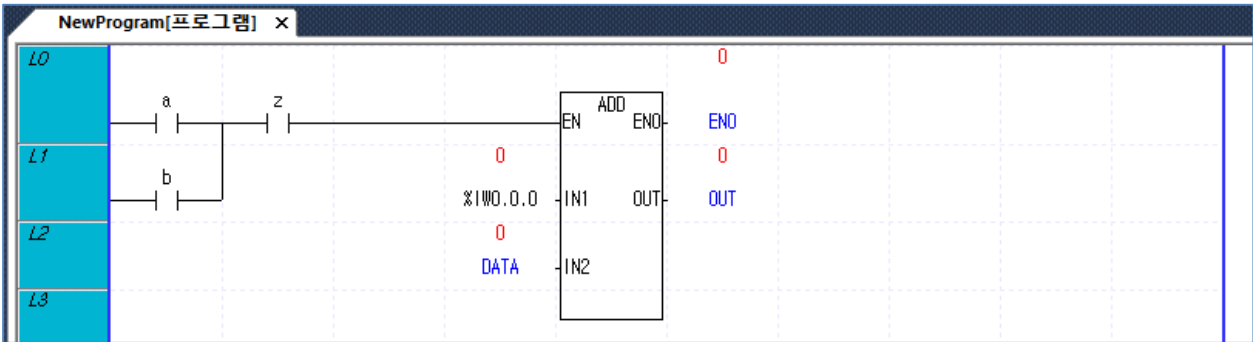 NewProgram[프로그램] ×
L0 0
a z ADD
EN ENO ENO
L1 0 0
b
%IW0.0.0 IN1 OUT OUT
L2 0
DATA IN2
L3